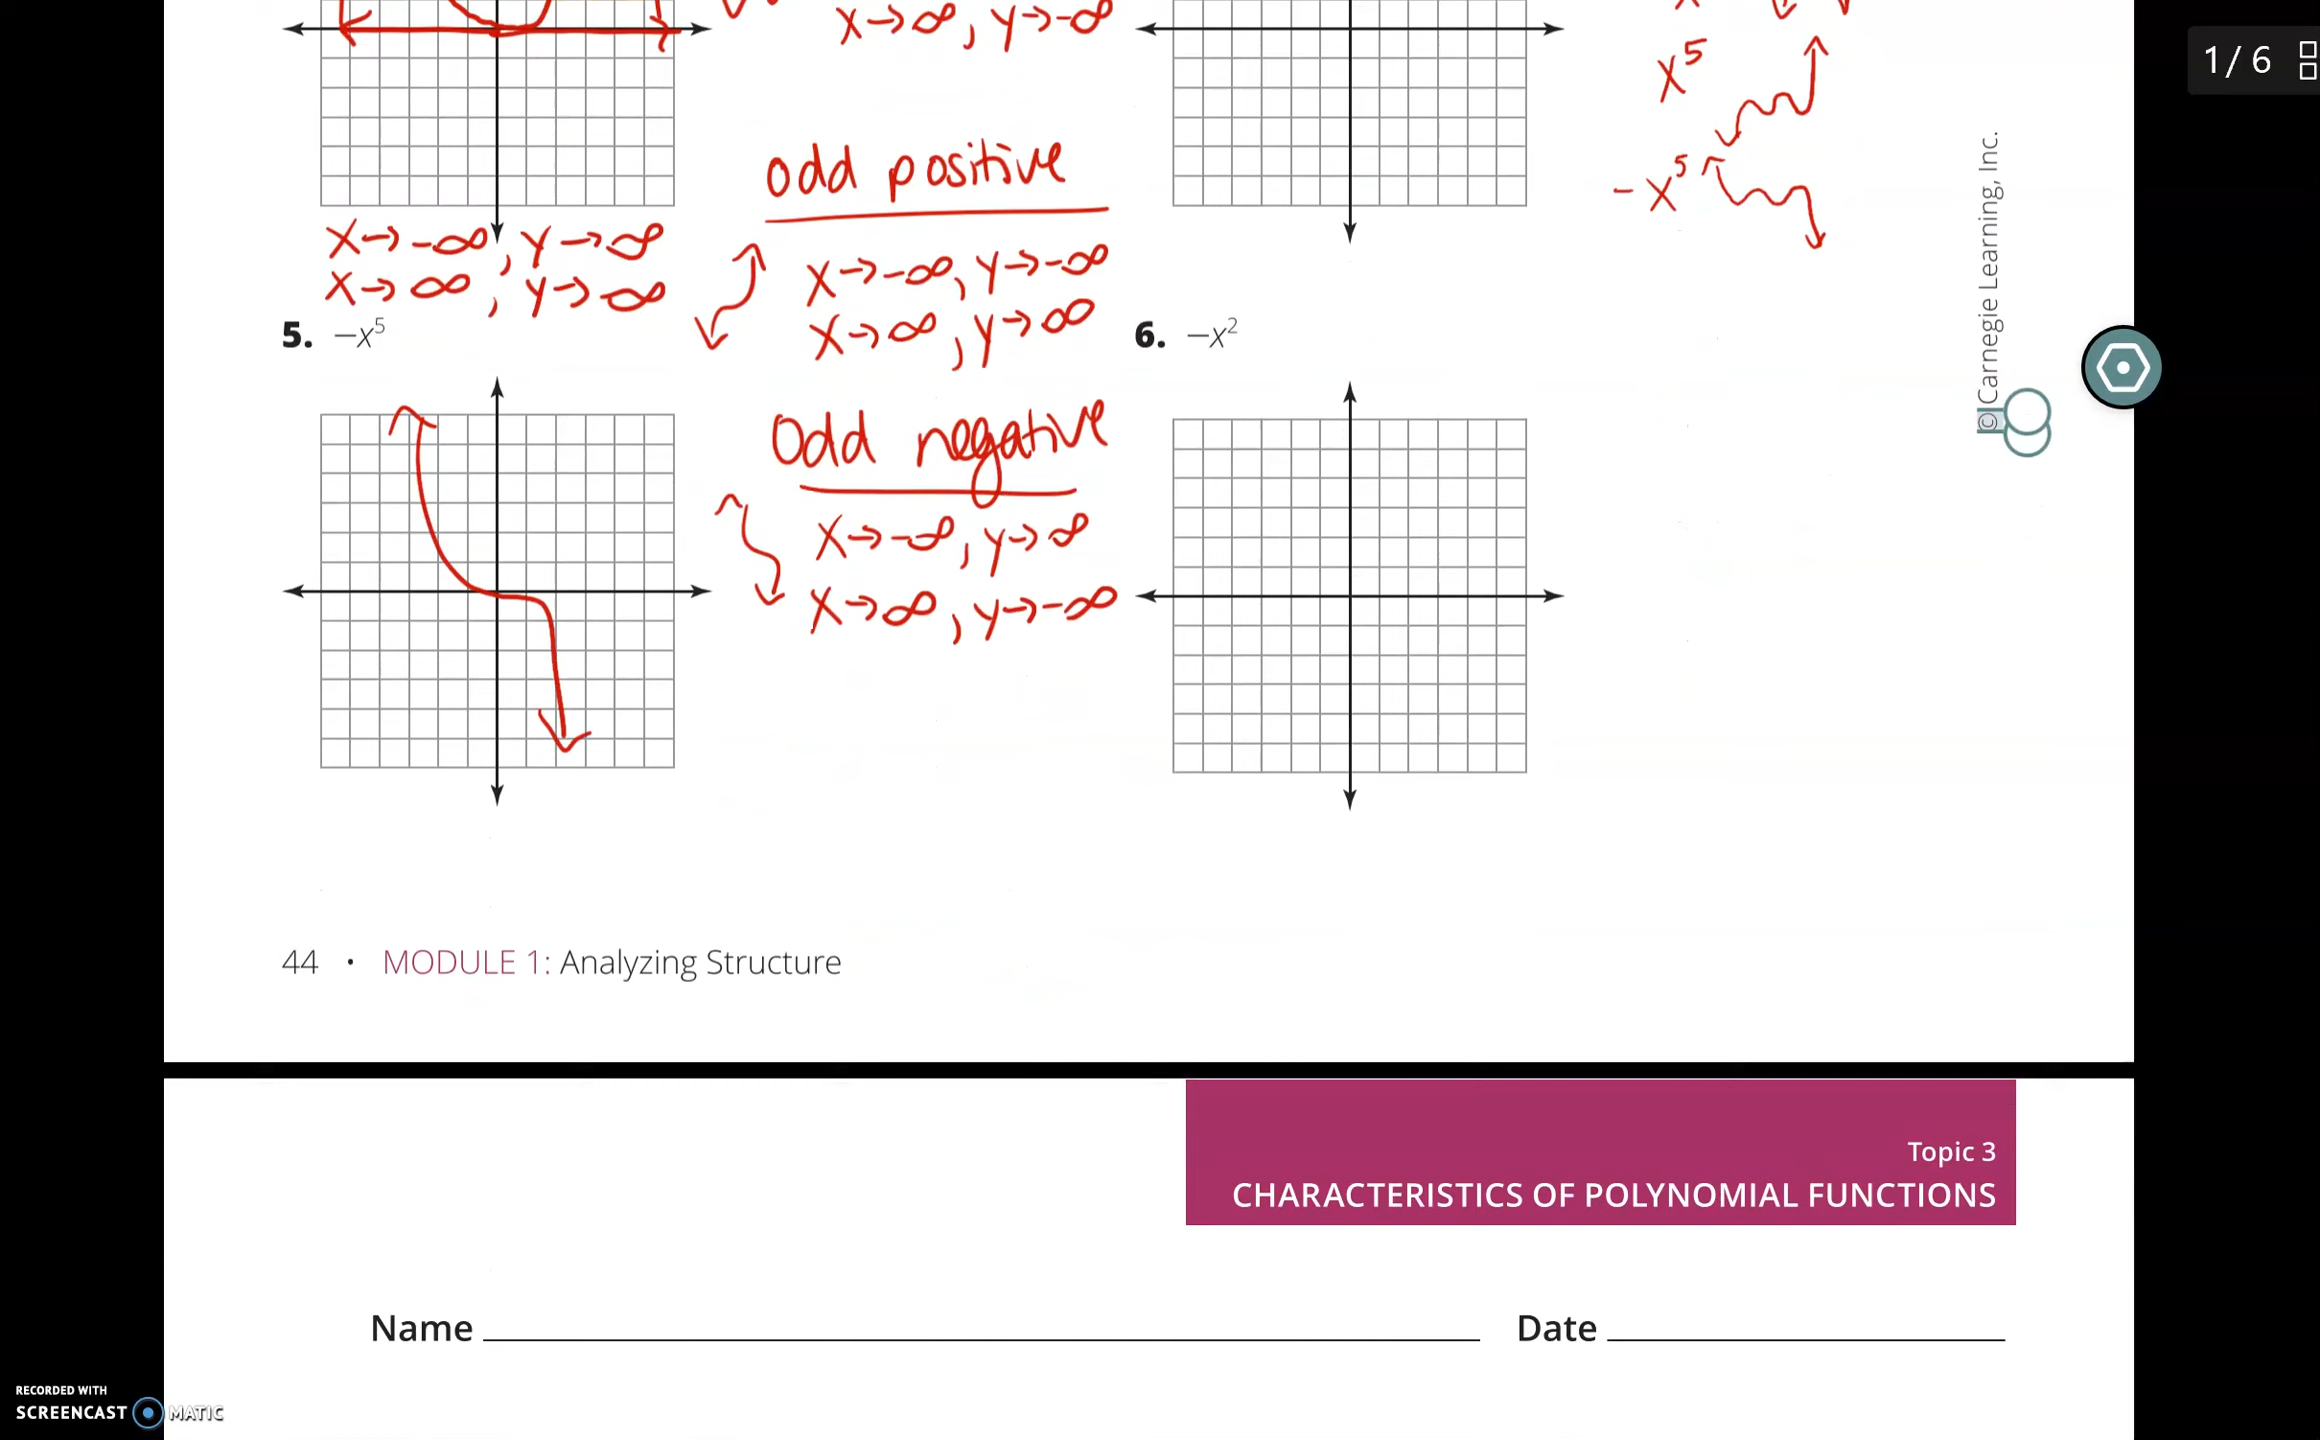 x→∞, y→-∞
1/6
x⁵
-x⁵
odd positive
x→-∞, y→∞
x→∞, y→∞
x→-∞, y→-∞
x→∞, y→∞
5. −x⁵
6. −x²
©Carnegie Learning, Inc.
Odd negative
x→-∞, y→∞
x→∞, y→-∞
44 • MODULE 1: Analyzing Structure
Topic 3
CHARACTERISTICS OF POLYNOMIAL FUNCTIONS
Name Date
RECORDED WITH
SCREENCAST MATIC